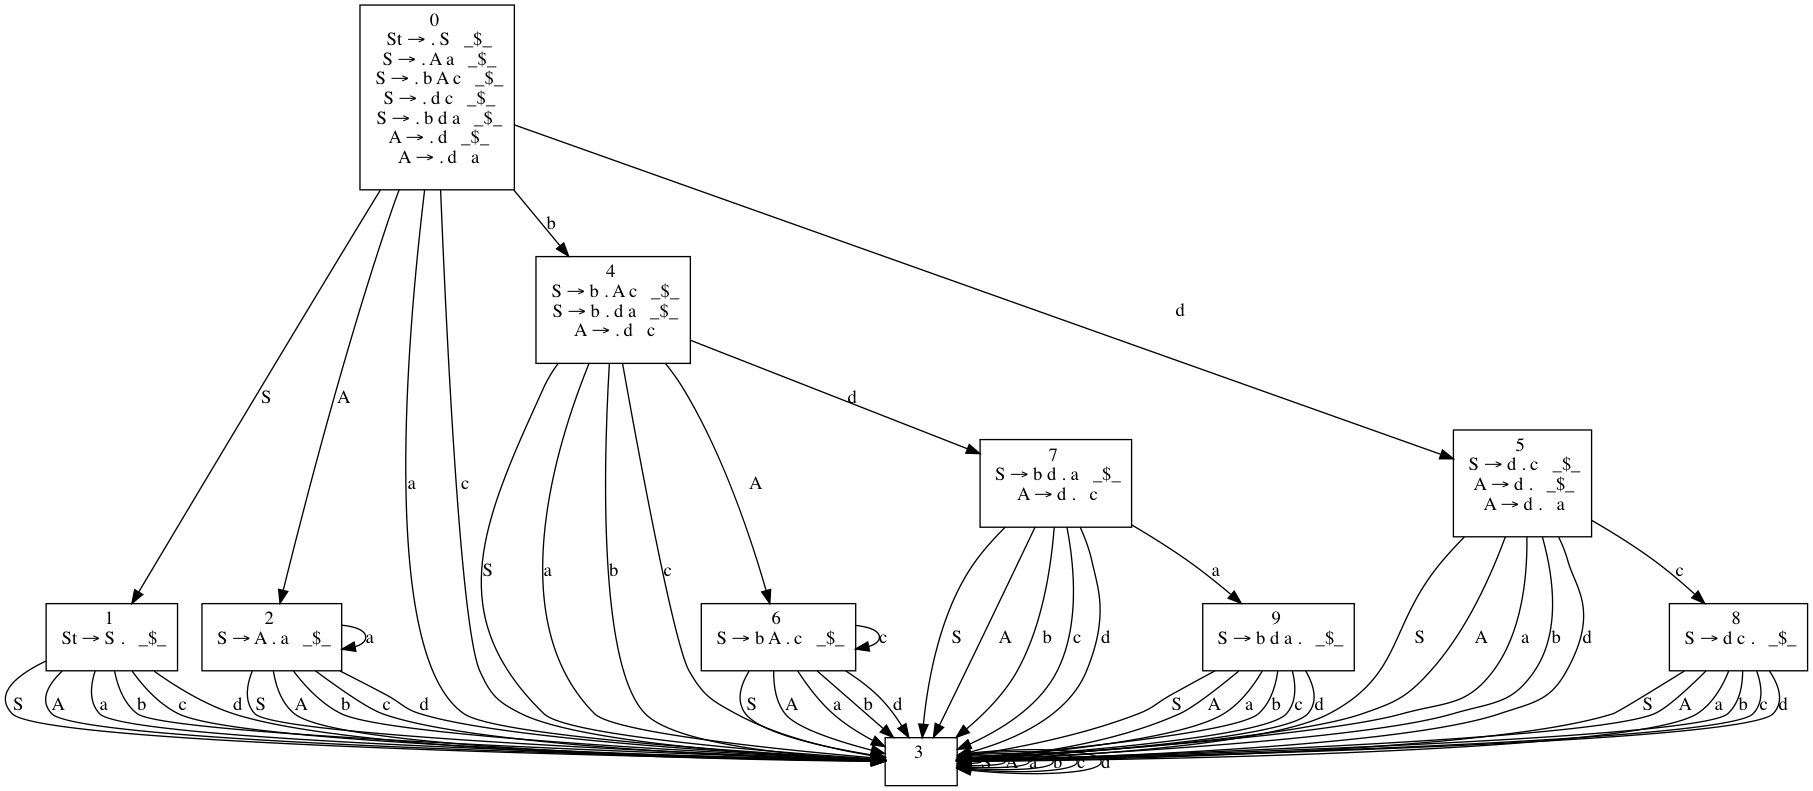 0
St → . S _$_
S → . A a _$_
S → . b A c _$_
S → . d c _$_
S → . b d a _$_
A → . d _$_
A → . d a
b
4
S → b . A c _$_
S → b . d a _$_
A → . d c
d
S
A
a
c
d
7
S → b d . a _$_
A → d . c
5
S → d . c _$_
A → d . _$_
A → d . a
A
S
a
b
c
a
c
1
St → S . _$_
2
S → A . a _$_
a
6
S → b A . c _$_
c
S
A
b
c
d
9
S → b d a . _$_
S
A
a
b
d
8
S → d c . _$_
S
A
a
b
c
d
S
A
b
c
d
S
A
a
b
d
S
A
a
b
c
d
S
A
a
b
c
d
3
S
A
a
b
c
d